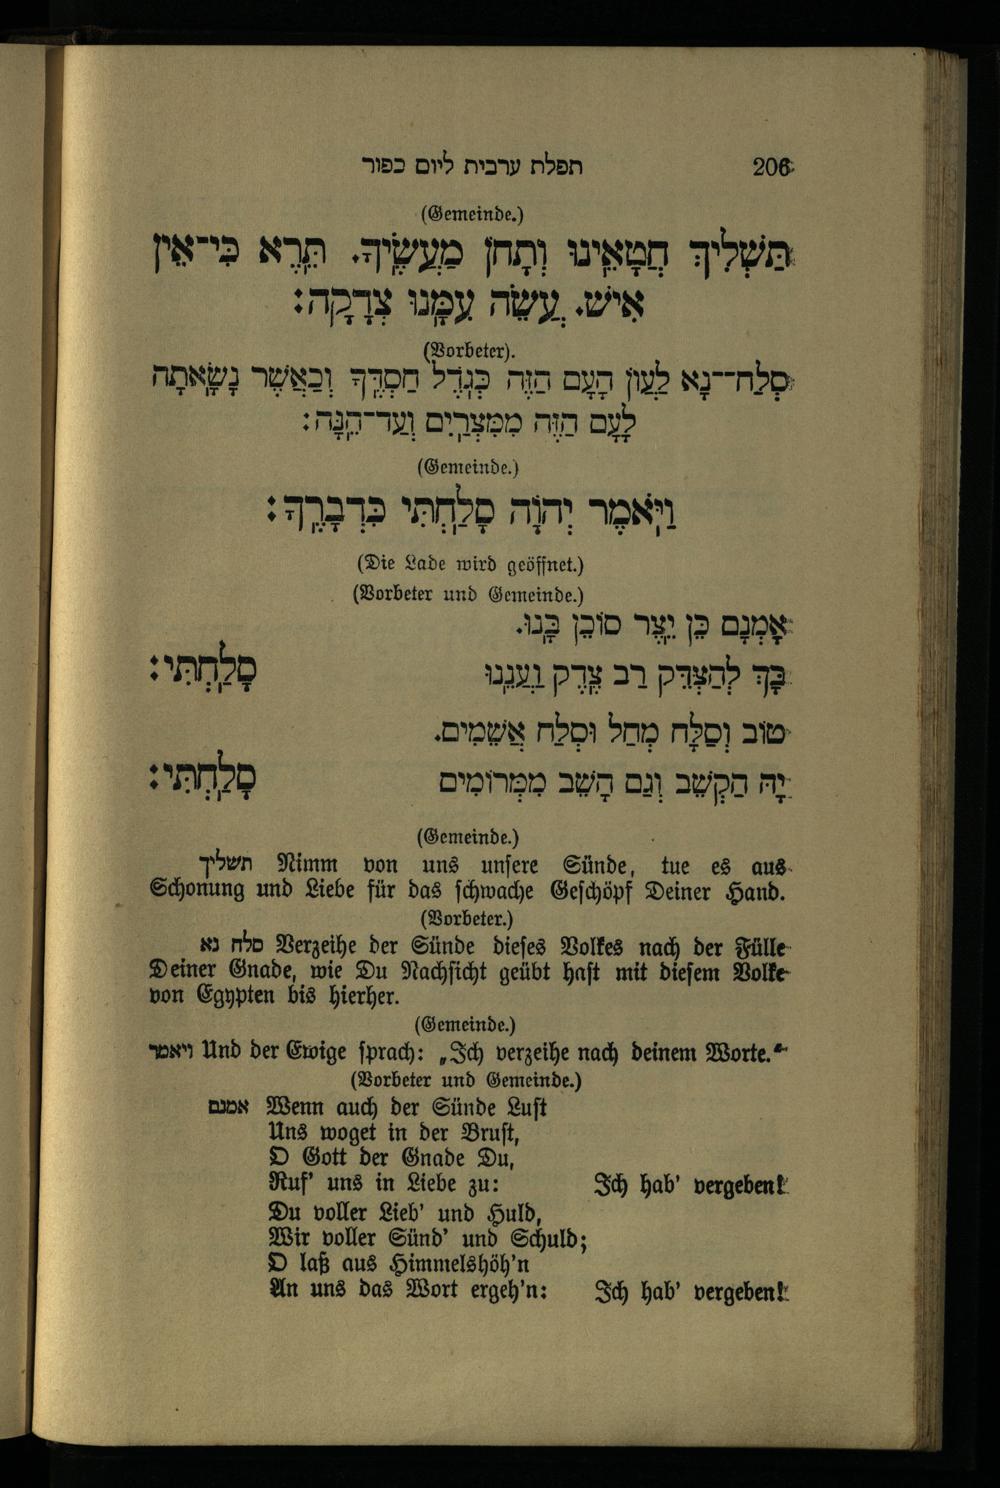 תפלת ערבית ליום כפור 206
(Gemeinde.)
תַּשְׁלִיךְ חֲטָאֵינוּ וְתָחֹן מַעֲשֶׂיךָ. תֵּרֶא כִּי־אֵין
אִישׁ. עֲשֵׂה עִמָּנוּ צְדָקָה:
(Vorbeter).
סְלַח־־נָא לַעֲוֹן הָעָם הַזֶּה כְּגֹדֶל חַסְדֶּךָ וְכַאֲשֶׁר נָשָׂאתָה
לָעָם הַזֶּה מִמִּצְרַיִם וְעַד־הֵנָּה:
(Gemeinde.)
וַיֹּאמֶר יְהוָֹה סָלַחְתִּי כִּדְבָרֶךָ:
(Die Lade wird geöffnet.)
(Vorbeter und Gemeinde.)
אָמְנָם כֵּן יֵצֶר סוֹכֵן בָּנוּ.
בָּךְ לְהַצְדֵּק רַב צֶדֶק וַעֲנֵנוּ סָלַחְתִּי:
טוֹב וְסַלָּח מְחַל וּסְלַח אֲשֵׁמִים.
יָהּ הַקְשֵׁב וְגַם הָשֵׁב מִמְּרוֹמִים סָלַחְתִּי:
(Gemeinde.)
תשליך Nimm von uns unsere Sünde, tue es aus
Schonung und Liebe für das schwache Geschöpf Deiner Hand.
(Vorbeter.)
סלח נא Verzeihe der Sünde dieses Volkes nach der Fülle
Deiner Gnade, wie Du Nachsicht geübt hast mit diesem Volke
von Egypten bis hierher.
(Gemeinde.)
ויאמר Und der Ewige sprach: „Ich verzeihe nach deinem Worte.“
(Vorbeter und Gemeinde.)
אמנם Wenn auch der Sünde Lust
Uns woget in der Brust,
O Gott der Gnade Du,
Ruf' uns in Liebe zu: Ich hab' vergeben!
Du voller Lieb' und Huld,
Wir voller Sünd' und Schuld;
O laß aus Himmelshöh'n
An uns das Wort ergeh'n: Ich hab' vergeben!